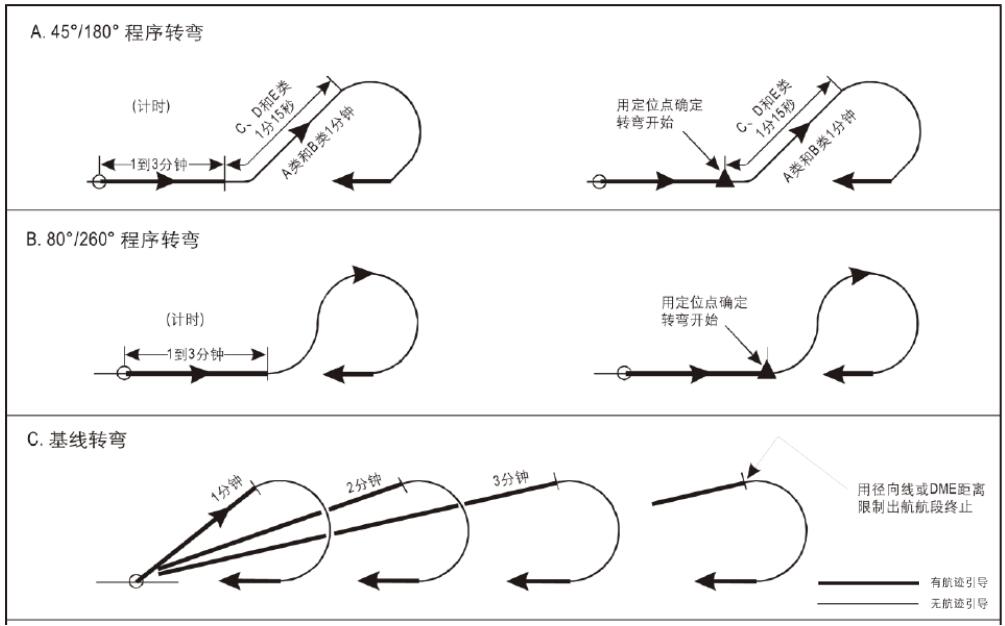 A. 45°/180° 程序转弯
(计时)
1到3分钟
C、D和E类
1分15秒
A类和B类1分钟
用定位点确定
转弯开始
C、D和E类
1分15秒
A类和B类1分钟
B. 80°/260° 程序转弯
(计时)
1到3分钟
用定位点确定
转弯开始
C. 基线转弯
1分钟
2分钟
3分钟
用径向线或DME距离
限制出航航段终止
有航迹引导
无航迹引导